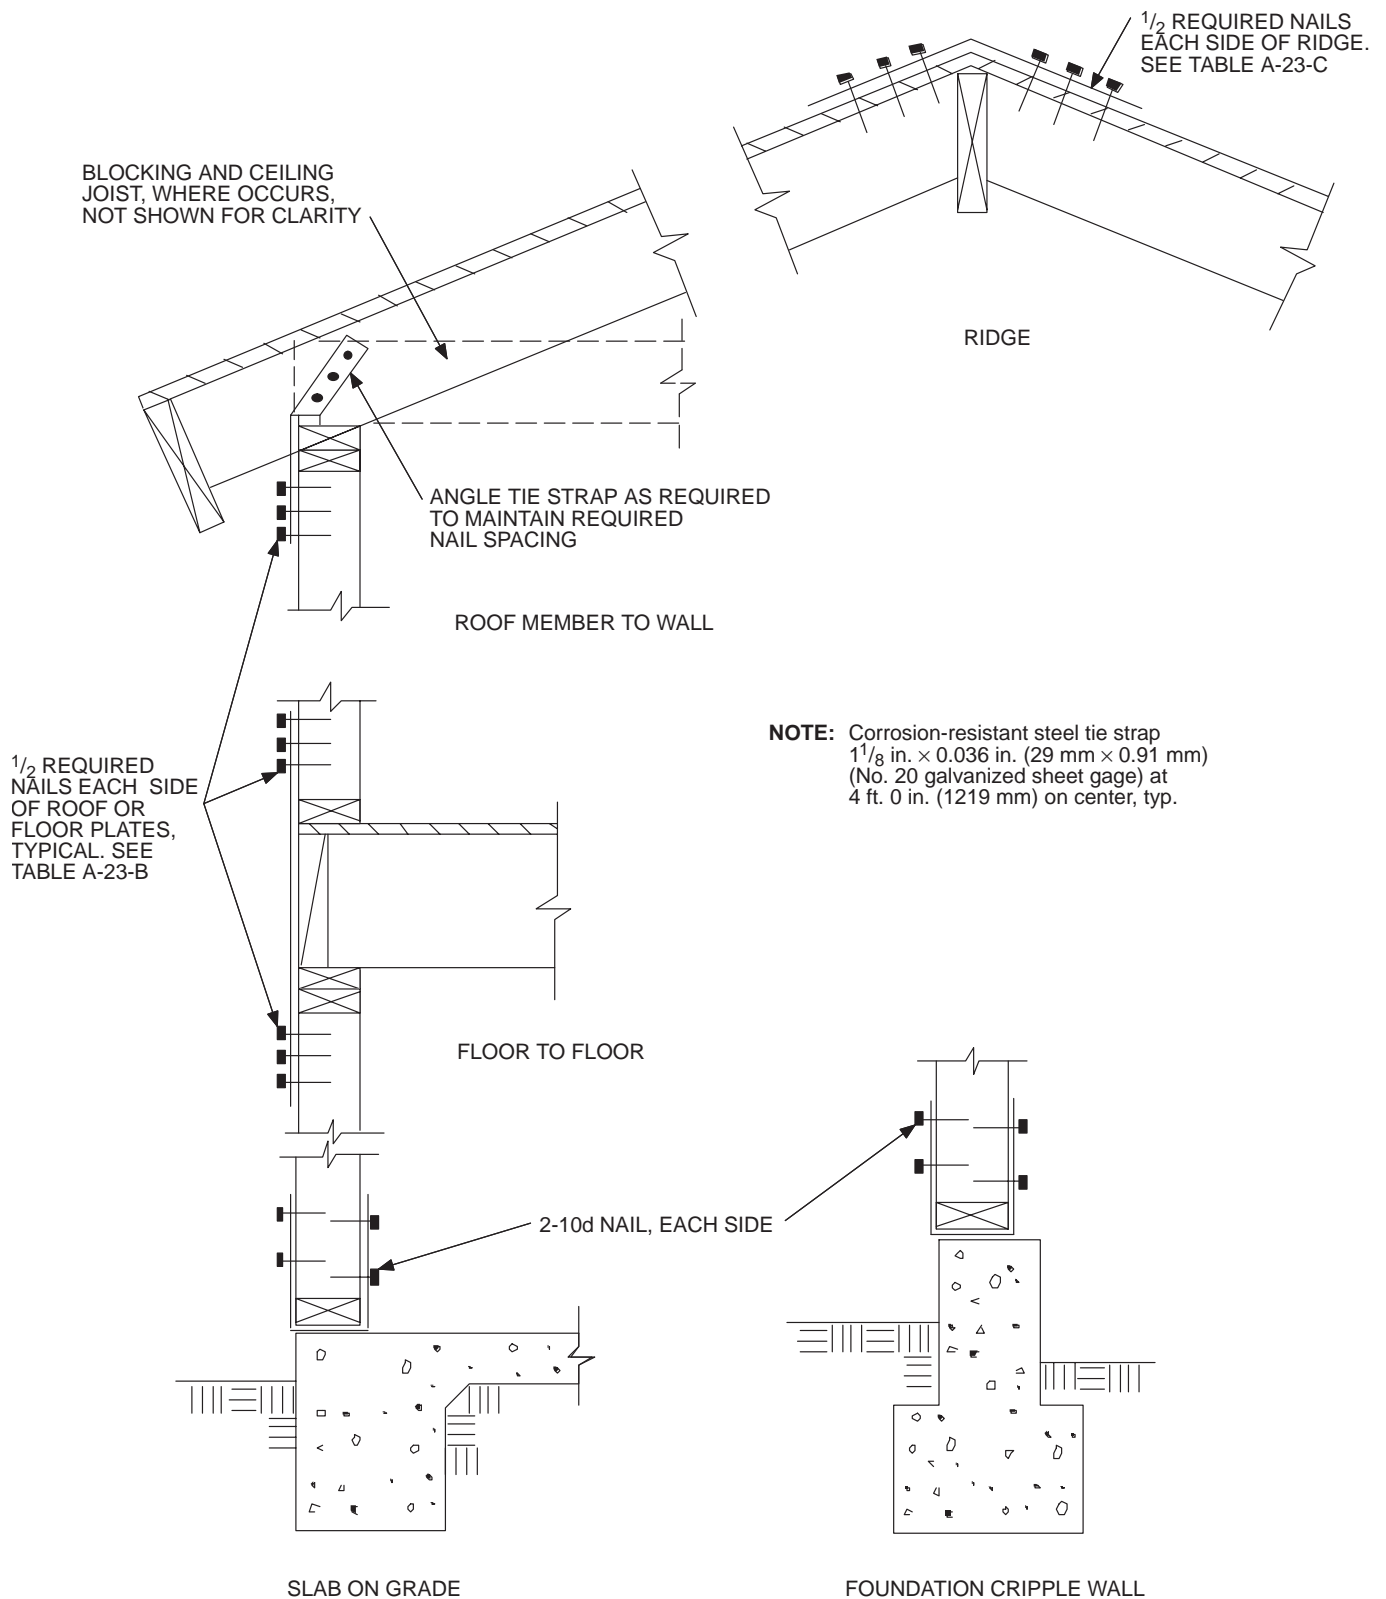 1/2 REQUIRED NAILS
EACH SIDE OF RIDGE.
SEE TABLE A-23-C
BLOCKING AND CEILING
JOIST, WHERE OCCURS,
NOT SHOWN FOR CLARITY
RIDGE
ANGLE TIE STRAP AS REQUIRED
TO MAINTAIN REQUIRED
NAIL SPACING
ROOF MEMBER TO WALL
NOTE: Corrosion-resistant steel tie strap
1 1/8 in. × 0.036 in. (29 mm × 0.91 mm)
(No. 20 galvanized sheet gage) at
4 ft. 0 in. (1219 mm) on center, typ.
1/2 REQUIRED
NAILS EACH SIDE
OF ROOF OR
FLOOR PLATES,
TYPICAL. SEE
TABLE A-23-B
FLOOR TO FLOOR
2-10d NAIL, EACH SIDE
SLAB ON GRADE
FOUNDATION CRIPPLE WALL